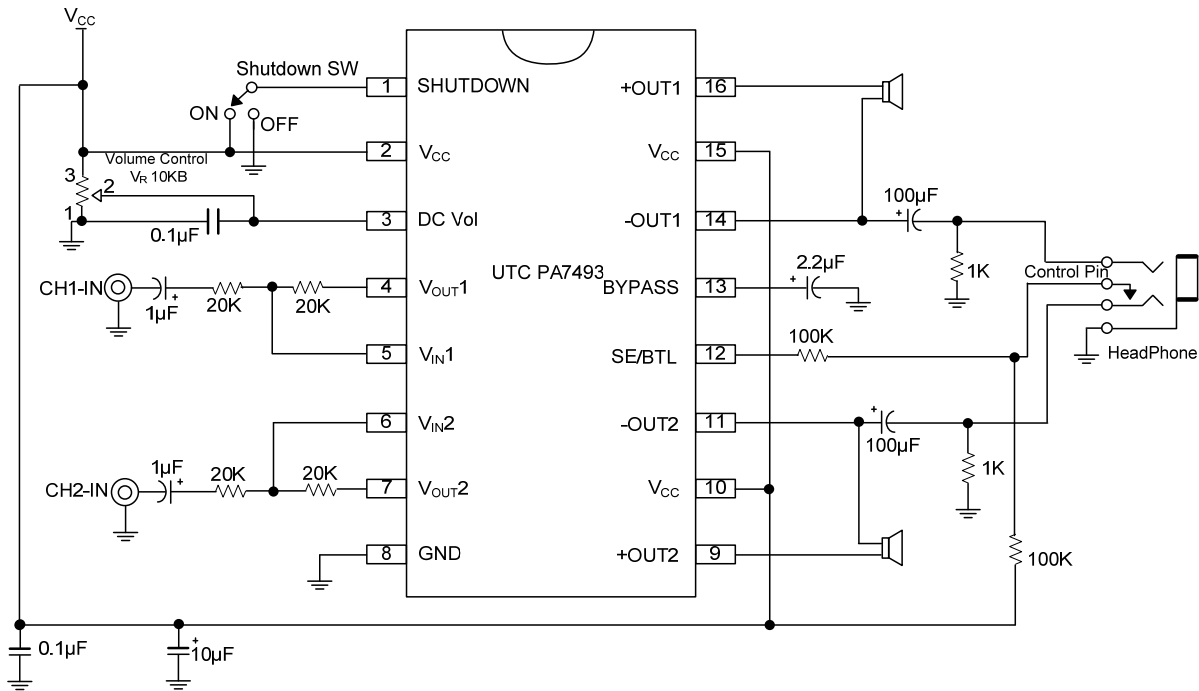 VCC
Shutdown SW
ON
OFF
Volume Control
VR 10KB
3
2
1
0.1µF
CH1-IN
1µF
+
20K
20K
CH2-IN
1µF
+
20K
20K
1
SHUTDOWN
2
VCC
3
DC Vol
4
VOUT1
5
VIN1
6
VIN2
7
VOUT2
8
GND
UTC PA7493
+OUT1
16
VCC
15
-OUT1
14
BYPASS
13
SE/BTL
12
-OUT2
11
VCC
10
+OUT2
9
100µF
+
1K
2.2µF
+
100K
+
100µF
1K
100K
Control Pin
HeadPhone
0.1µF
+
10µF